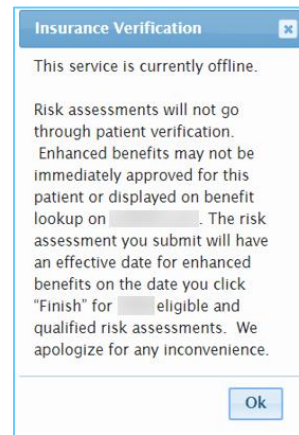 Insurance Verification
This service is currently offline.
Risk assessments will not go
through patient verification.
Enhanced benefits may not be
immediately approved for this
patient or displayed on benefit
lookup on . The risk
assessment you submit will have
an effective date for enhanced
benefits on the date you click
"Finish" for eligible and
qualified risk assessments. We
apologize for any inconvenience.
Ok